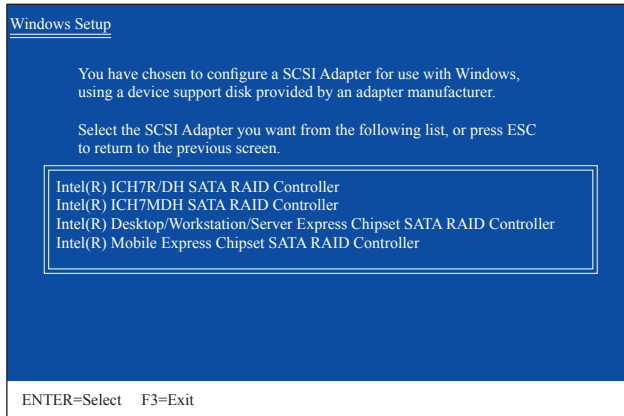 Windows Setup
You have chosen to configure a SCSI Adapter for use with Windows,
using a device support disk provided by an adapter manufacturer.
Select the SCSI Adapter you want from the following list, or press ESC
to return to the previous screen.
Intel(R) ICH7R/DH SATA RAID Controller
Intel(R) ICH7MDH SATA RAID Controller
Intel(R) Desktop/Workstation/Server Express Chipset SATA RAID Controller
Intel(R) Mobile Express Chipset SATA RAID Controller
ENTER=Select F3=Exit